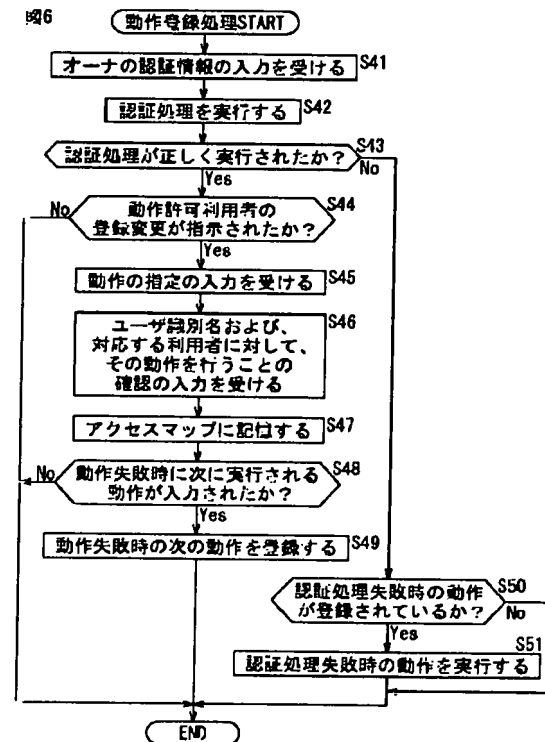 図6
動作登録処理START
オーナの認証情報の入力を受ける
S41
認証処理を実行する
S42
認証処理が正しく実行されたか?
S43
No
Yes
動作許可利用者の
登録変更が指示されたか?
S44
No
Yes
動作の指定の入力を受ける
S45
ユーザ識別名および、
対応する利用者に対して、
その動作を行うことの
確認の入力を受ける
S46
アクセスマップに記憶する
S47
動作失敗時に次に実行される
動作が入力されたか?
S48
No
Yes
動作失敗時の次の動作を登録する
S49
認証処理失敗時の動作
が登録されているか?
S50
No
Yes
認証処理失敗時の動作を実行する
S51
END